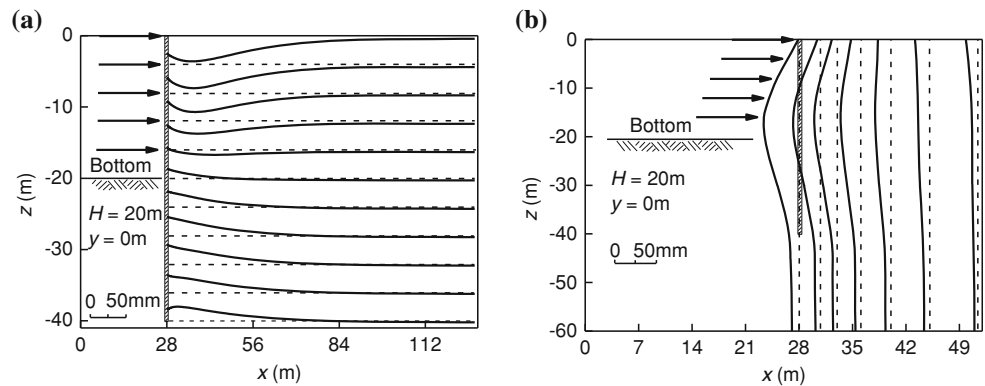 (a)
0
-10
-20
-30
-40
z (m)
Bottom
H = 20m
y = 0m
0 50mm
0 28 56 84 112
x (m)
(b)
0
-10
-20
-30
-40
-50
-60
z (m)
Bottom
H = 20m
y = 0m
0 50mm
0 7 14 21 28 35 42 49
x (m)